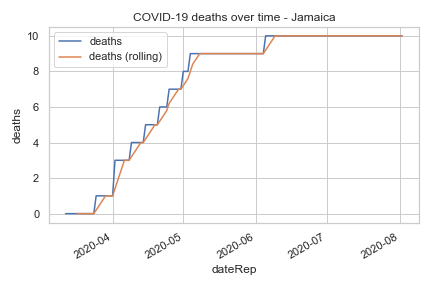 COVID-19 deaths over time - Jamaica
deaths
deaths (rolling)
10
8
6
4
2
0
deaths
2020-04
2020-05
2020-06
2020-07
2020-08
dateRep